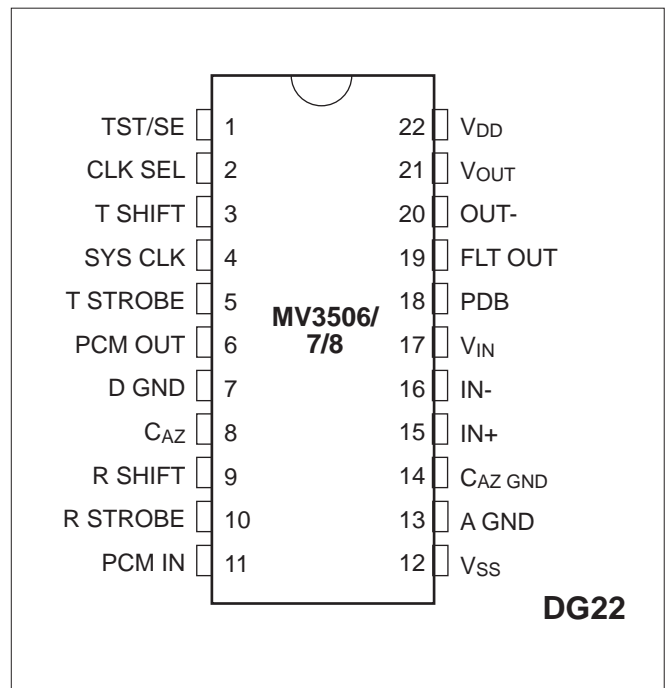 TST/SE 1 22 VDD
CLK SEL 2 21 VOUT
T SHIFT 3 20 OUT-
SYS CLK 4 19 FLT OUT
T STROBE 5 18 PDB
MV3506/
7/8
PCM OUT 6 17 VIN
D GND 7 16 IN-
CAZ 8 15 IN+
R SHIFT 9 14 CAZ GND
R STROBE 10 13 A GND
PCM IN 11 12 VSS
DG22